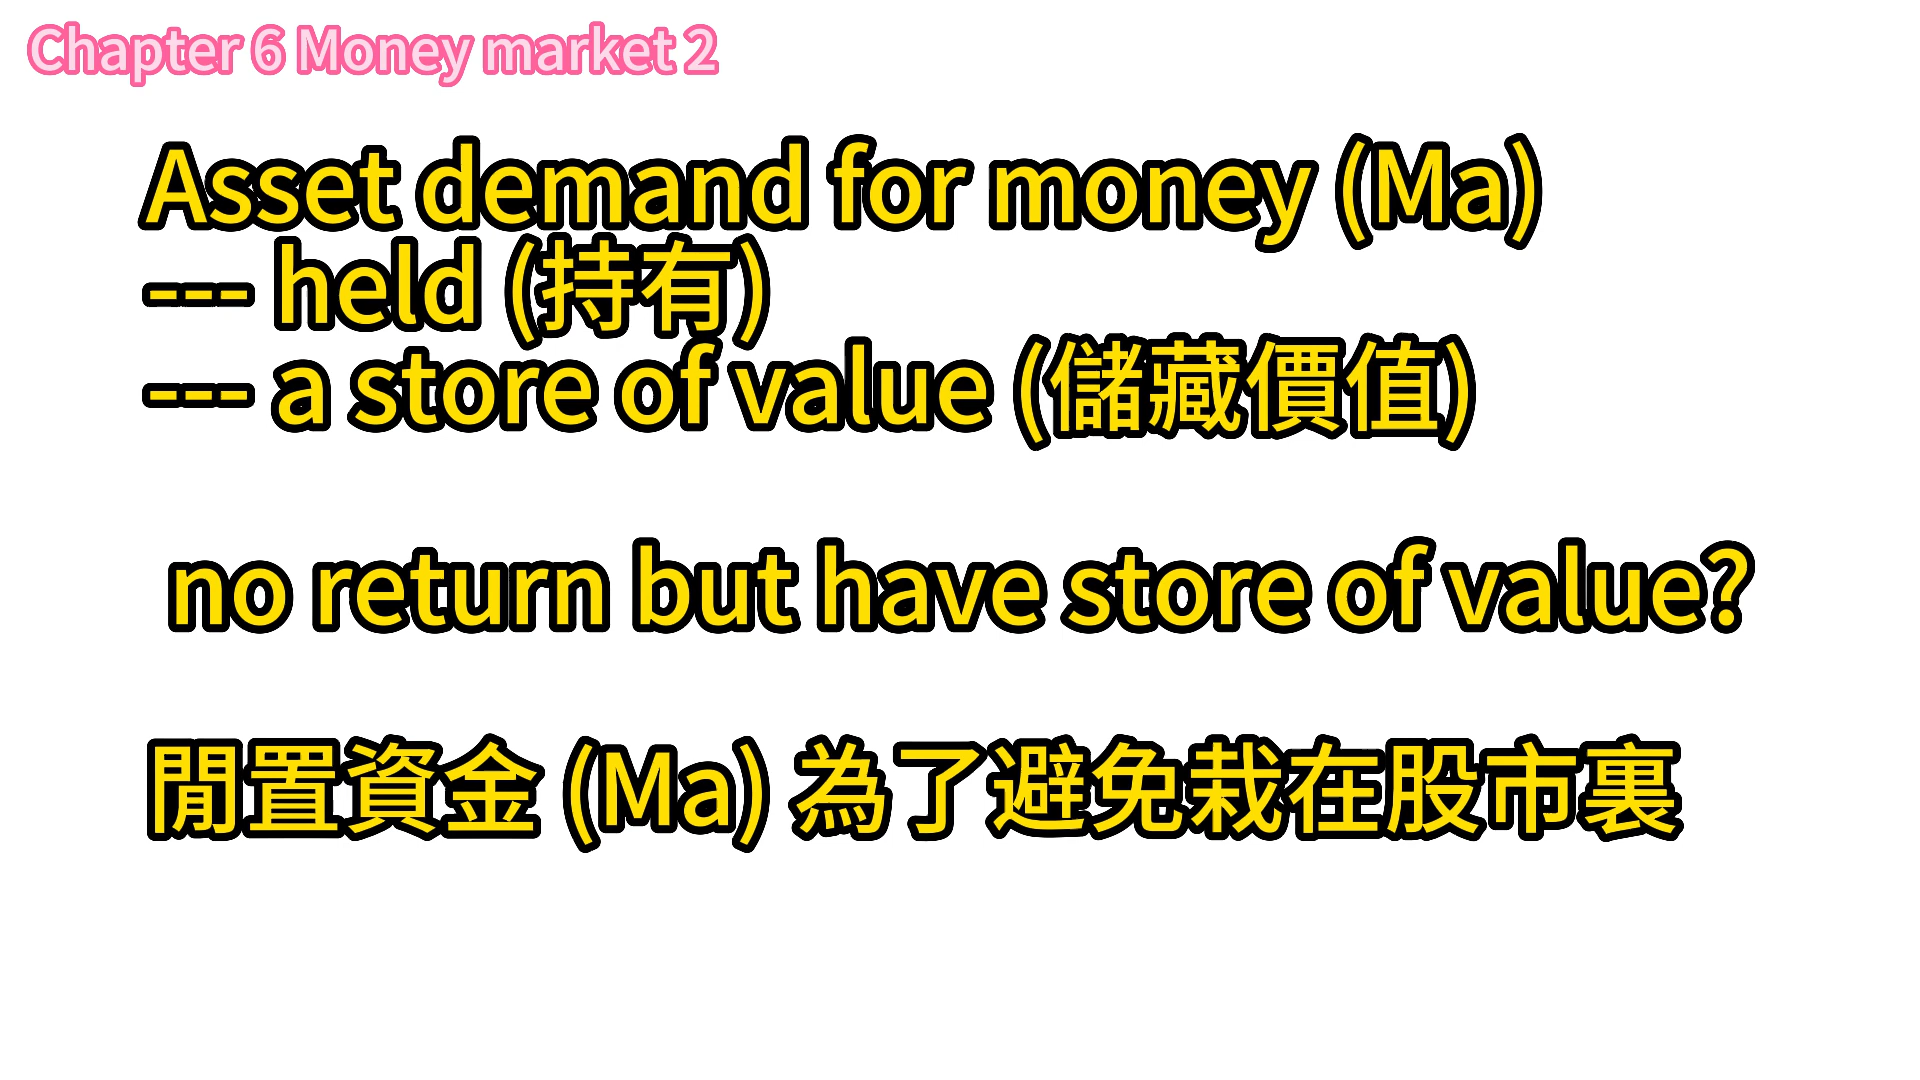 Chapter 6 Money market 2
Asset demand for money (Ma)
--- held (持有)
--- a store of value (儲藏價值)
no return but have store of value?
閒置資金 (Ma) 為了避免栽在股市裏